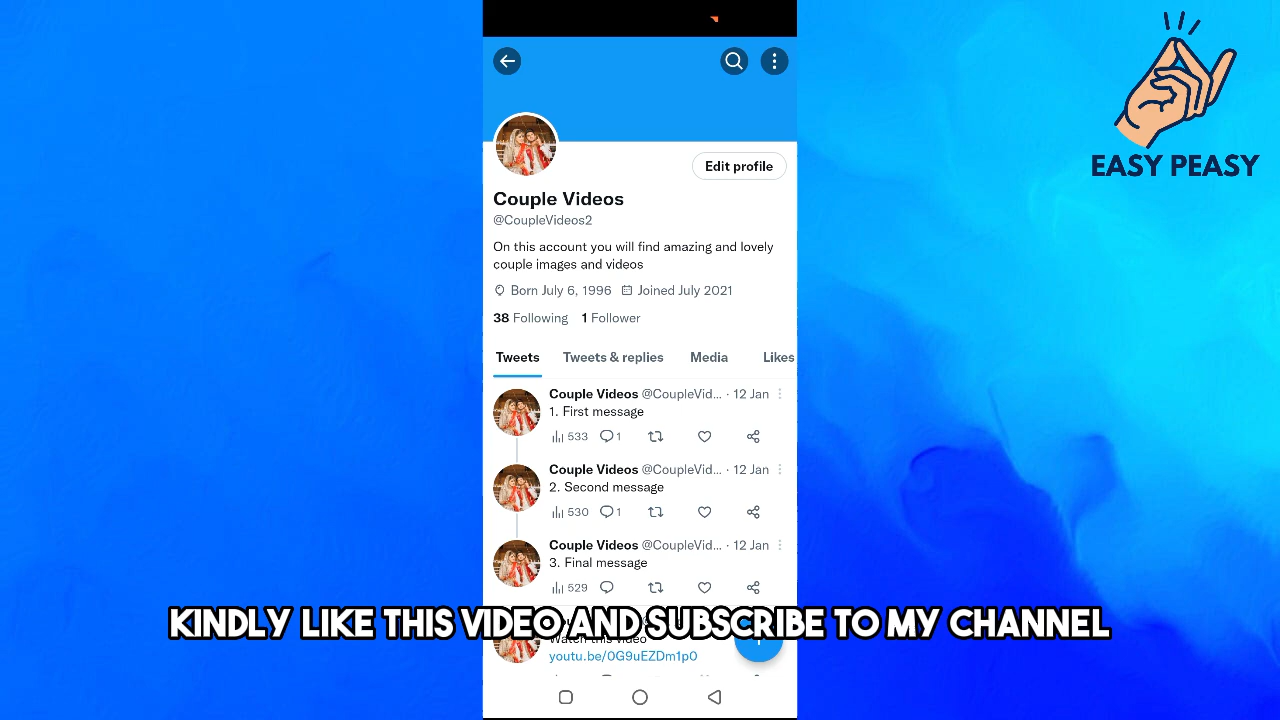 EASY PEASY
Edit profile
Couple Videos
@CoupleVideos2
On this account you will find amazing and lovely
couple images and videos
Born July 6, 1996 Joined July 2021
38 Following 1 Follower
Tweets Tweets & replies Media Likes
Couple Videos @CoupleVid... · 12 Jan
1. First message
533 1
Couple Videos @CoupleVid... · 12 Jan
2. Second message
530 1
Couple Videos @CoupleVid... · 12 Jan
3. Final message
529
KINDLY LIKE THIS VIDEO AND SUBSCRIBE TO MY CHANNEL
Watch this video
youtu.be/0G9uEZDm1p0